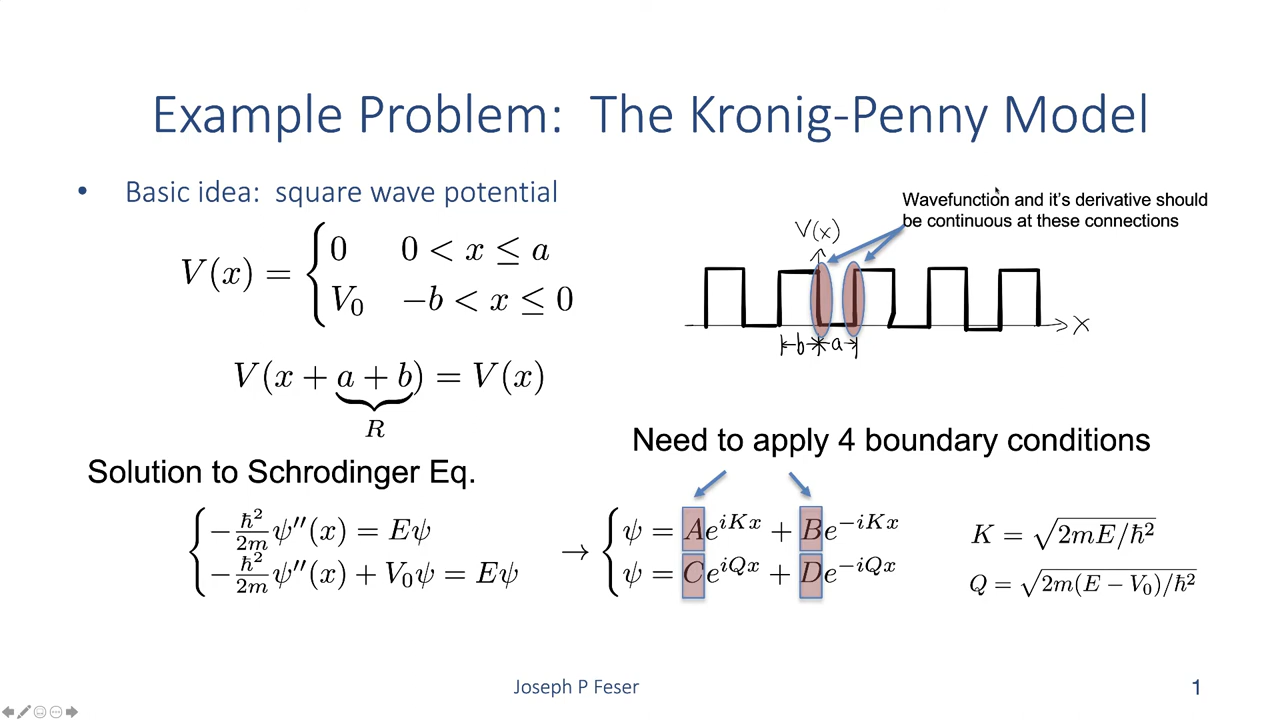 Example Problem: The Kronig-Penny Model
• Basic idea: square wave potential
V(x) = { 0   0 < x ≤ a
V₀   −b < x ≤ 0
V(x + a + b) = V(x)
R
Wavefunction and it's derivative should
be continuous at these connections
V(x)
x
b a
Solution to Schrodinger Eq.
{ −ℏ²/2m ψ′′(x) = Eψ
−ℏ²/2m ψ′′(x) + V₀ψ = Eψ
Need to apply 4 boundary conditions
→ { ψ = Ae^{iKx} + Be^{−iKx}
ψ = Ce^{iQx} + De^{−iQx}
K = √(2mE/ℏ²)
Q = √(2m(E − V₀)/ℏ²)
Joseph P Feser
1